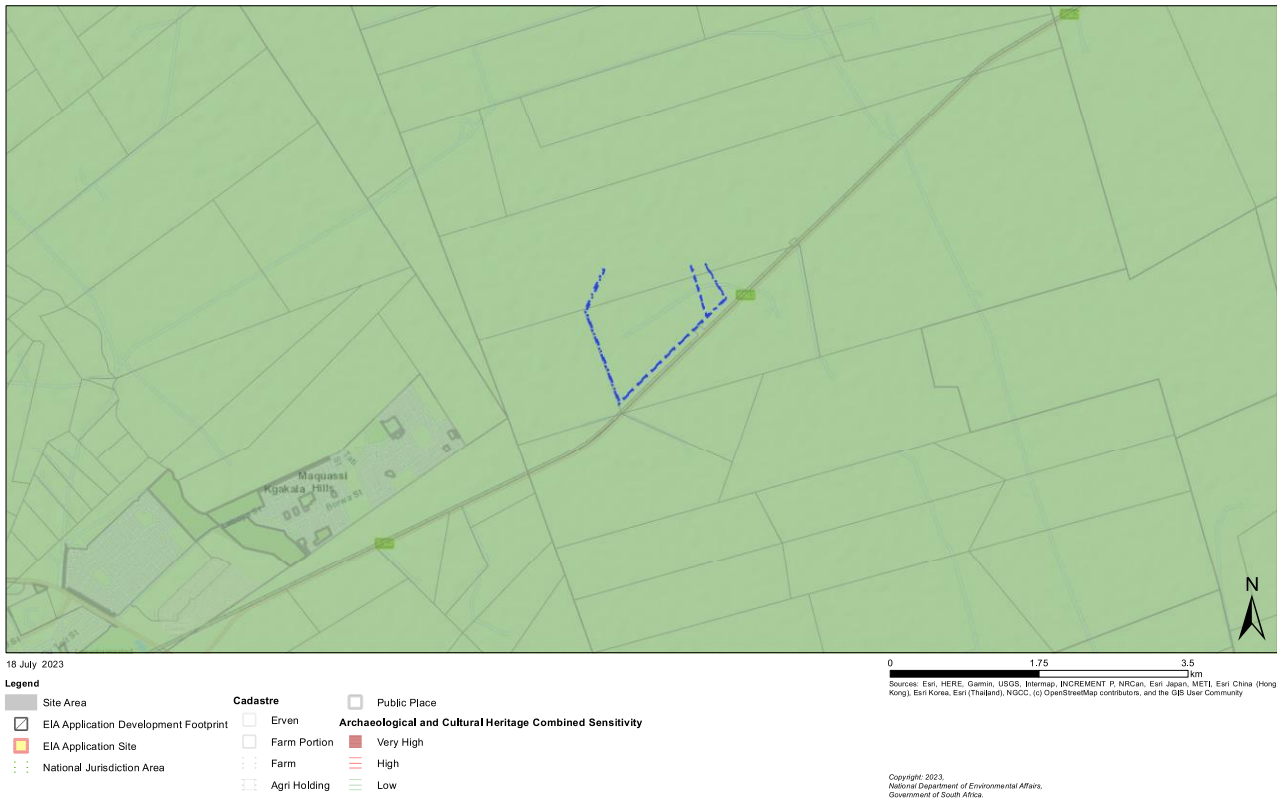 Maquassi
Kgakala Hills
18 July 2023
Legend
Site Area
EIA Application Development Footprint
EIA Application Site
National Jurisdiction Area
Cadastre
Erven
Farm Portion
Farm
Agri Holding
Public Place
Archaeological and Cultural Heritage Combined Sensitivity
Very High
High
Low
N
0 1.75 3.5
km
Sources: Esri, HERE, Garmin, USGS, Intermap, INCREMENT P, NRCan, Esri Japan, METI, Esri China (Hong
Kong), Esri Korea, Esri (Thailand), NGCC, (c) OpenStreetMap contributors, and the GIS User Community
Copyright: 2023,
National Department of Environmental Affairs,
Government of South Africa.